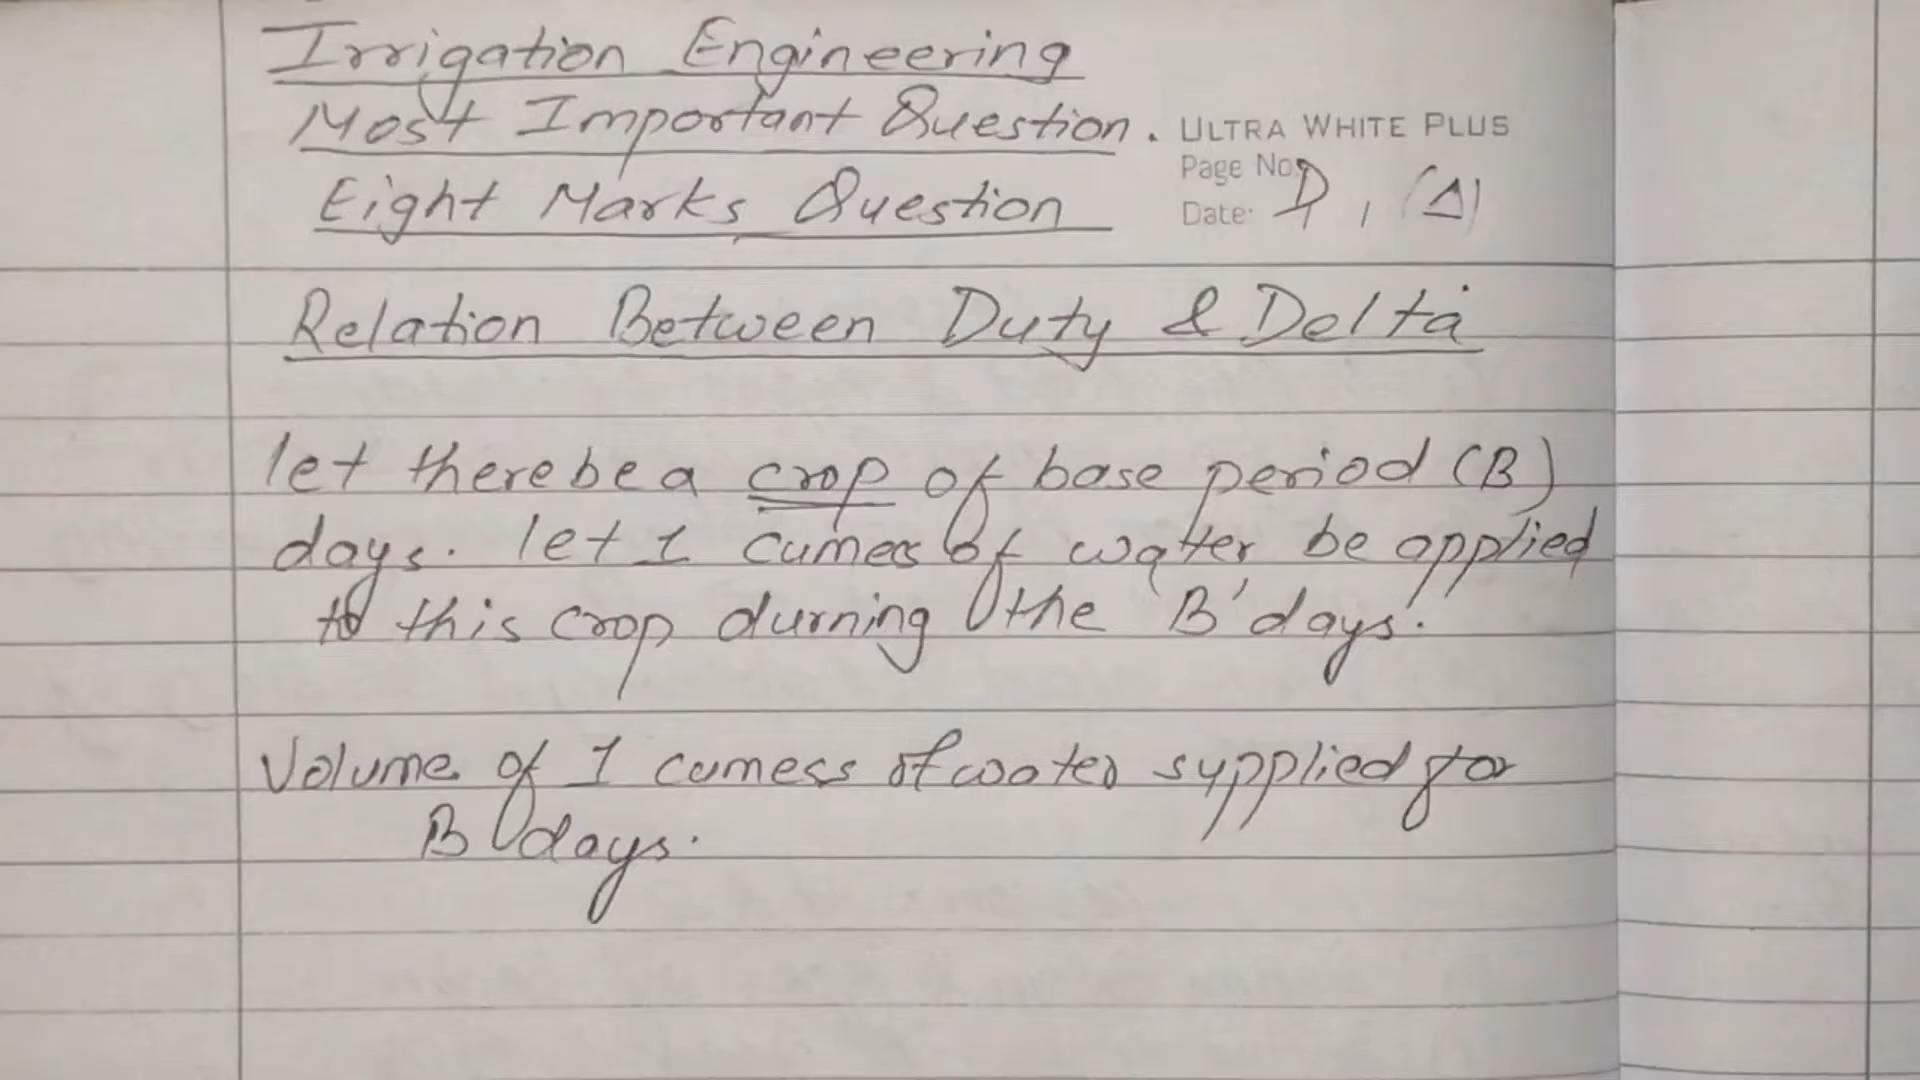 Irrigation Engineering
Most Important Question.
ULTRA WHITE PLUS
Page No.
Eight Marks Question
Date: D, (Δ)
Relation Between Duty & Delta
let there be a crop of base period (B)
days. let 1 cumecs of water be applied
to this crop durning the 'B' days.
Volume of 1 cumess of water supplied for
B days.